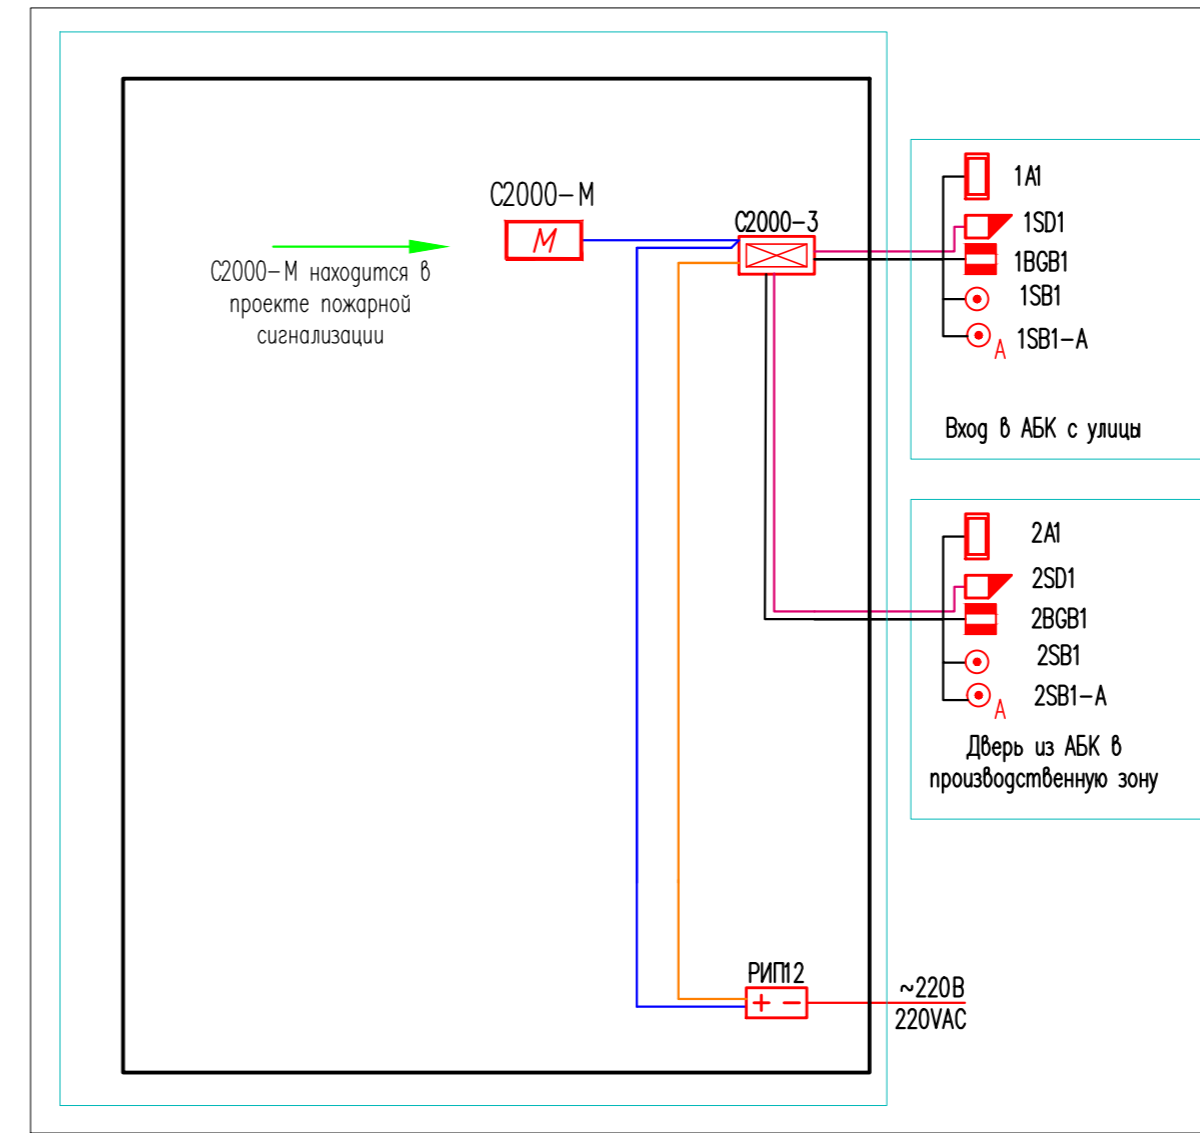 С2000-М
М
С2000-М находится в
проекте пожарной
сигнализации
С2000-3
1А1
1SD1
1BGB1
1SB1
А
1SB1-А
Вход в АБК с улицы
2А1
2SD1
2BGB1
2SB1
А
2SB1-А
Дверь из АБК в
производственную зону
РИП12
+ -
~220В
220VAC